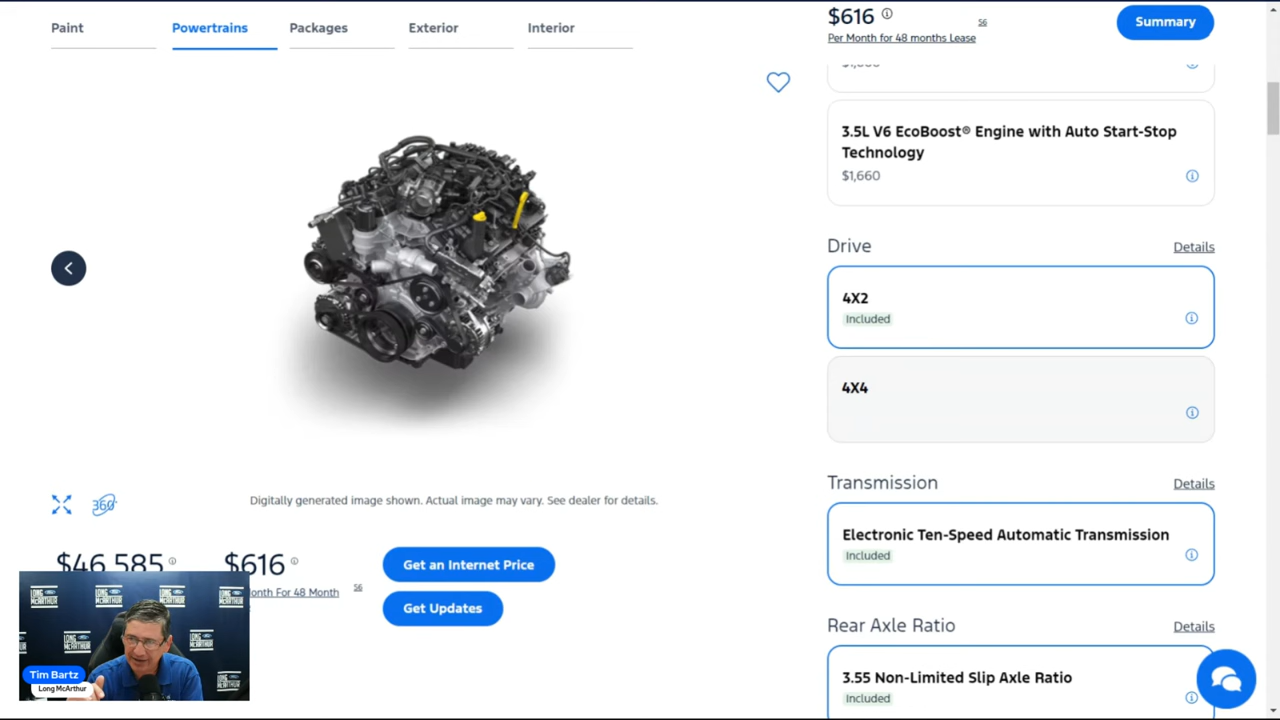 Paint
Powertrains
Packages
Exterior
Interior
$616
56
Per Month for 48 months Lease
Summary
3.5L V6 EcoBoost® Engine with Auto Start-Stop
Technology
$1,660
Drive
Details
4X2
Included
4X4
Transmission
Details
Electronic Ten-Speed Automatic Transmission
Included
Rear Axle Ratio
Details
3.55 Non-Limited Slip Axle Ratio
Included
360
Digitally generated image shown. Actual image may vary. See dealer for details.
$46,585
$616
onth For 48 Month
56
Get an Internet Price
Get Updates
LONG
MCARTHUR
Tim Bartz
Long McArthur